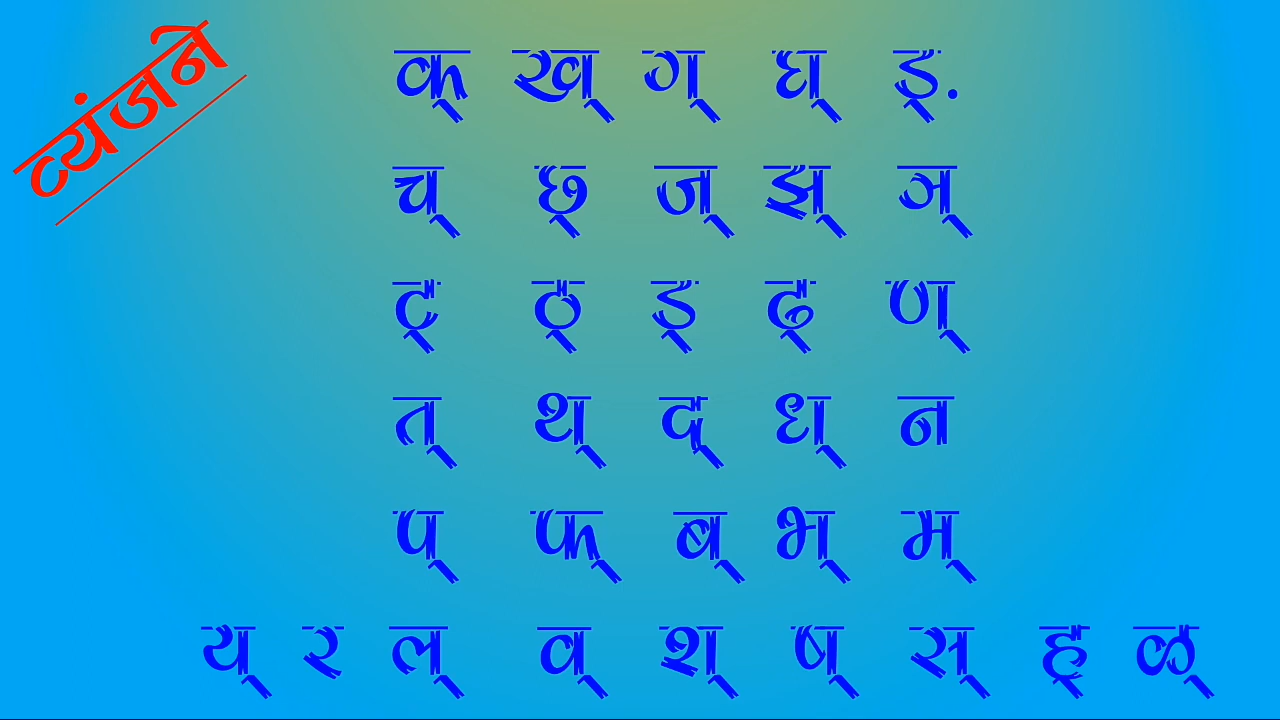 व्यंजने
क् ख् ग् घ् ड्.
च् छ् ज् झ् ञ्
ट् ठ् ड् ढ् ण्
त् थ् द् ध् न
प् फ् ब् भ् म्
य् र ल् व् श् ष् स् ह् ळ्